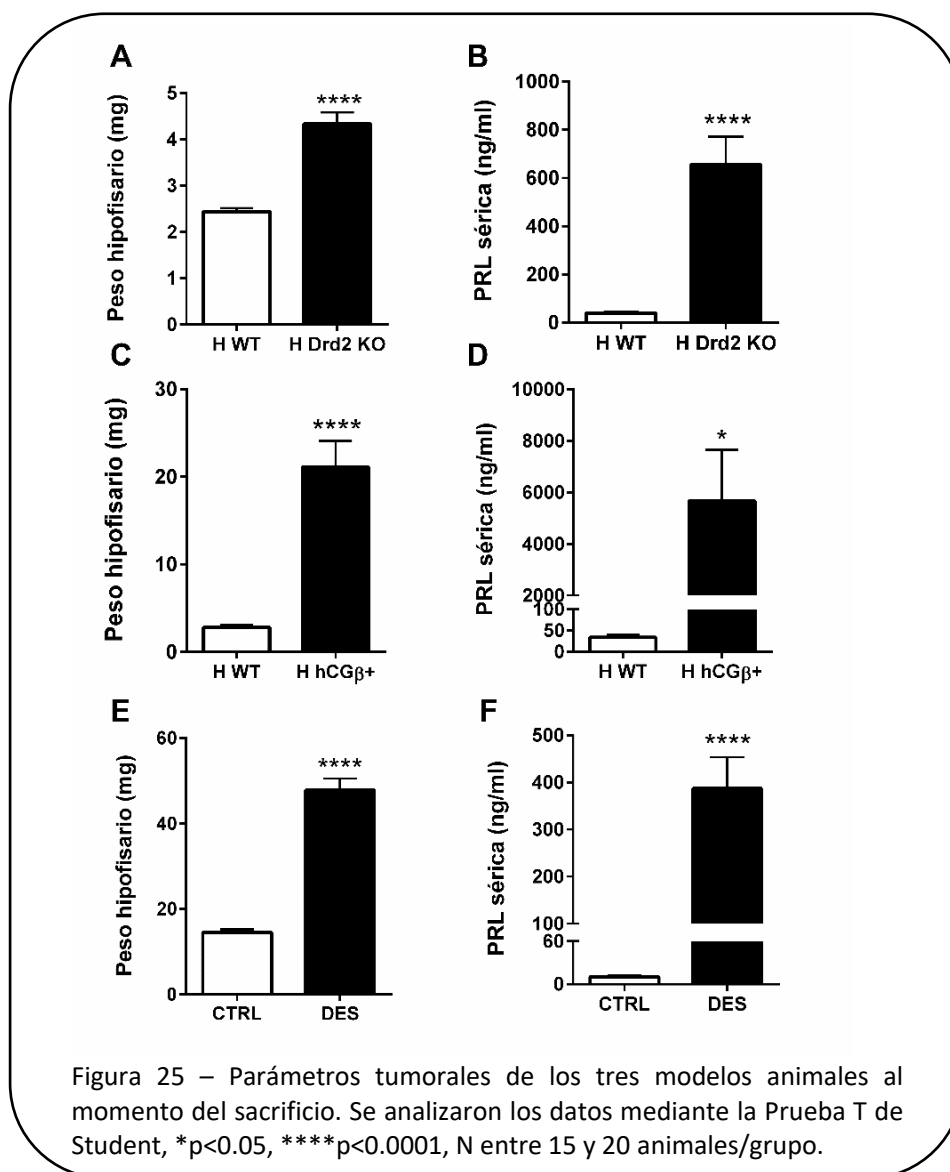 A
Peso hipofisario (mg)
5
4
3
2
1
0
****
H WT H Drd2 KO
B
PRL sérica (ng/ml)
1000
800
600
400
200
0
****
H WT H Drd2 KO
C
Peso hipofisario (mg)
30
20
10
0
****
H WT H hCGβ+
D
PRL sérica (ng/ml)
10000
8000
6000
4000
2000
100
50
0
*
H WT H hCGβ+
E
Peso hipofisario (mg)
60
40
20
0
****
CTRL DES
F
PRL sérica (ng/ml)
500
400
300
200
100
60
0
****
CTRL DES
Figura 25 – Parámetros tumorales de los tres modelos animales al
momento del sacrificio. Se analizaron los datos mediante la Prueba T de
Student, *p<0.05, ****p<0.0001, N entre 15 y 20 animales/grupo.